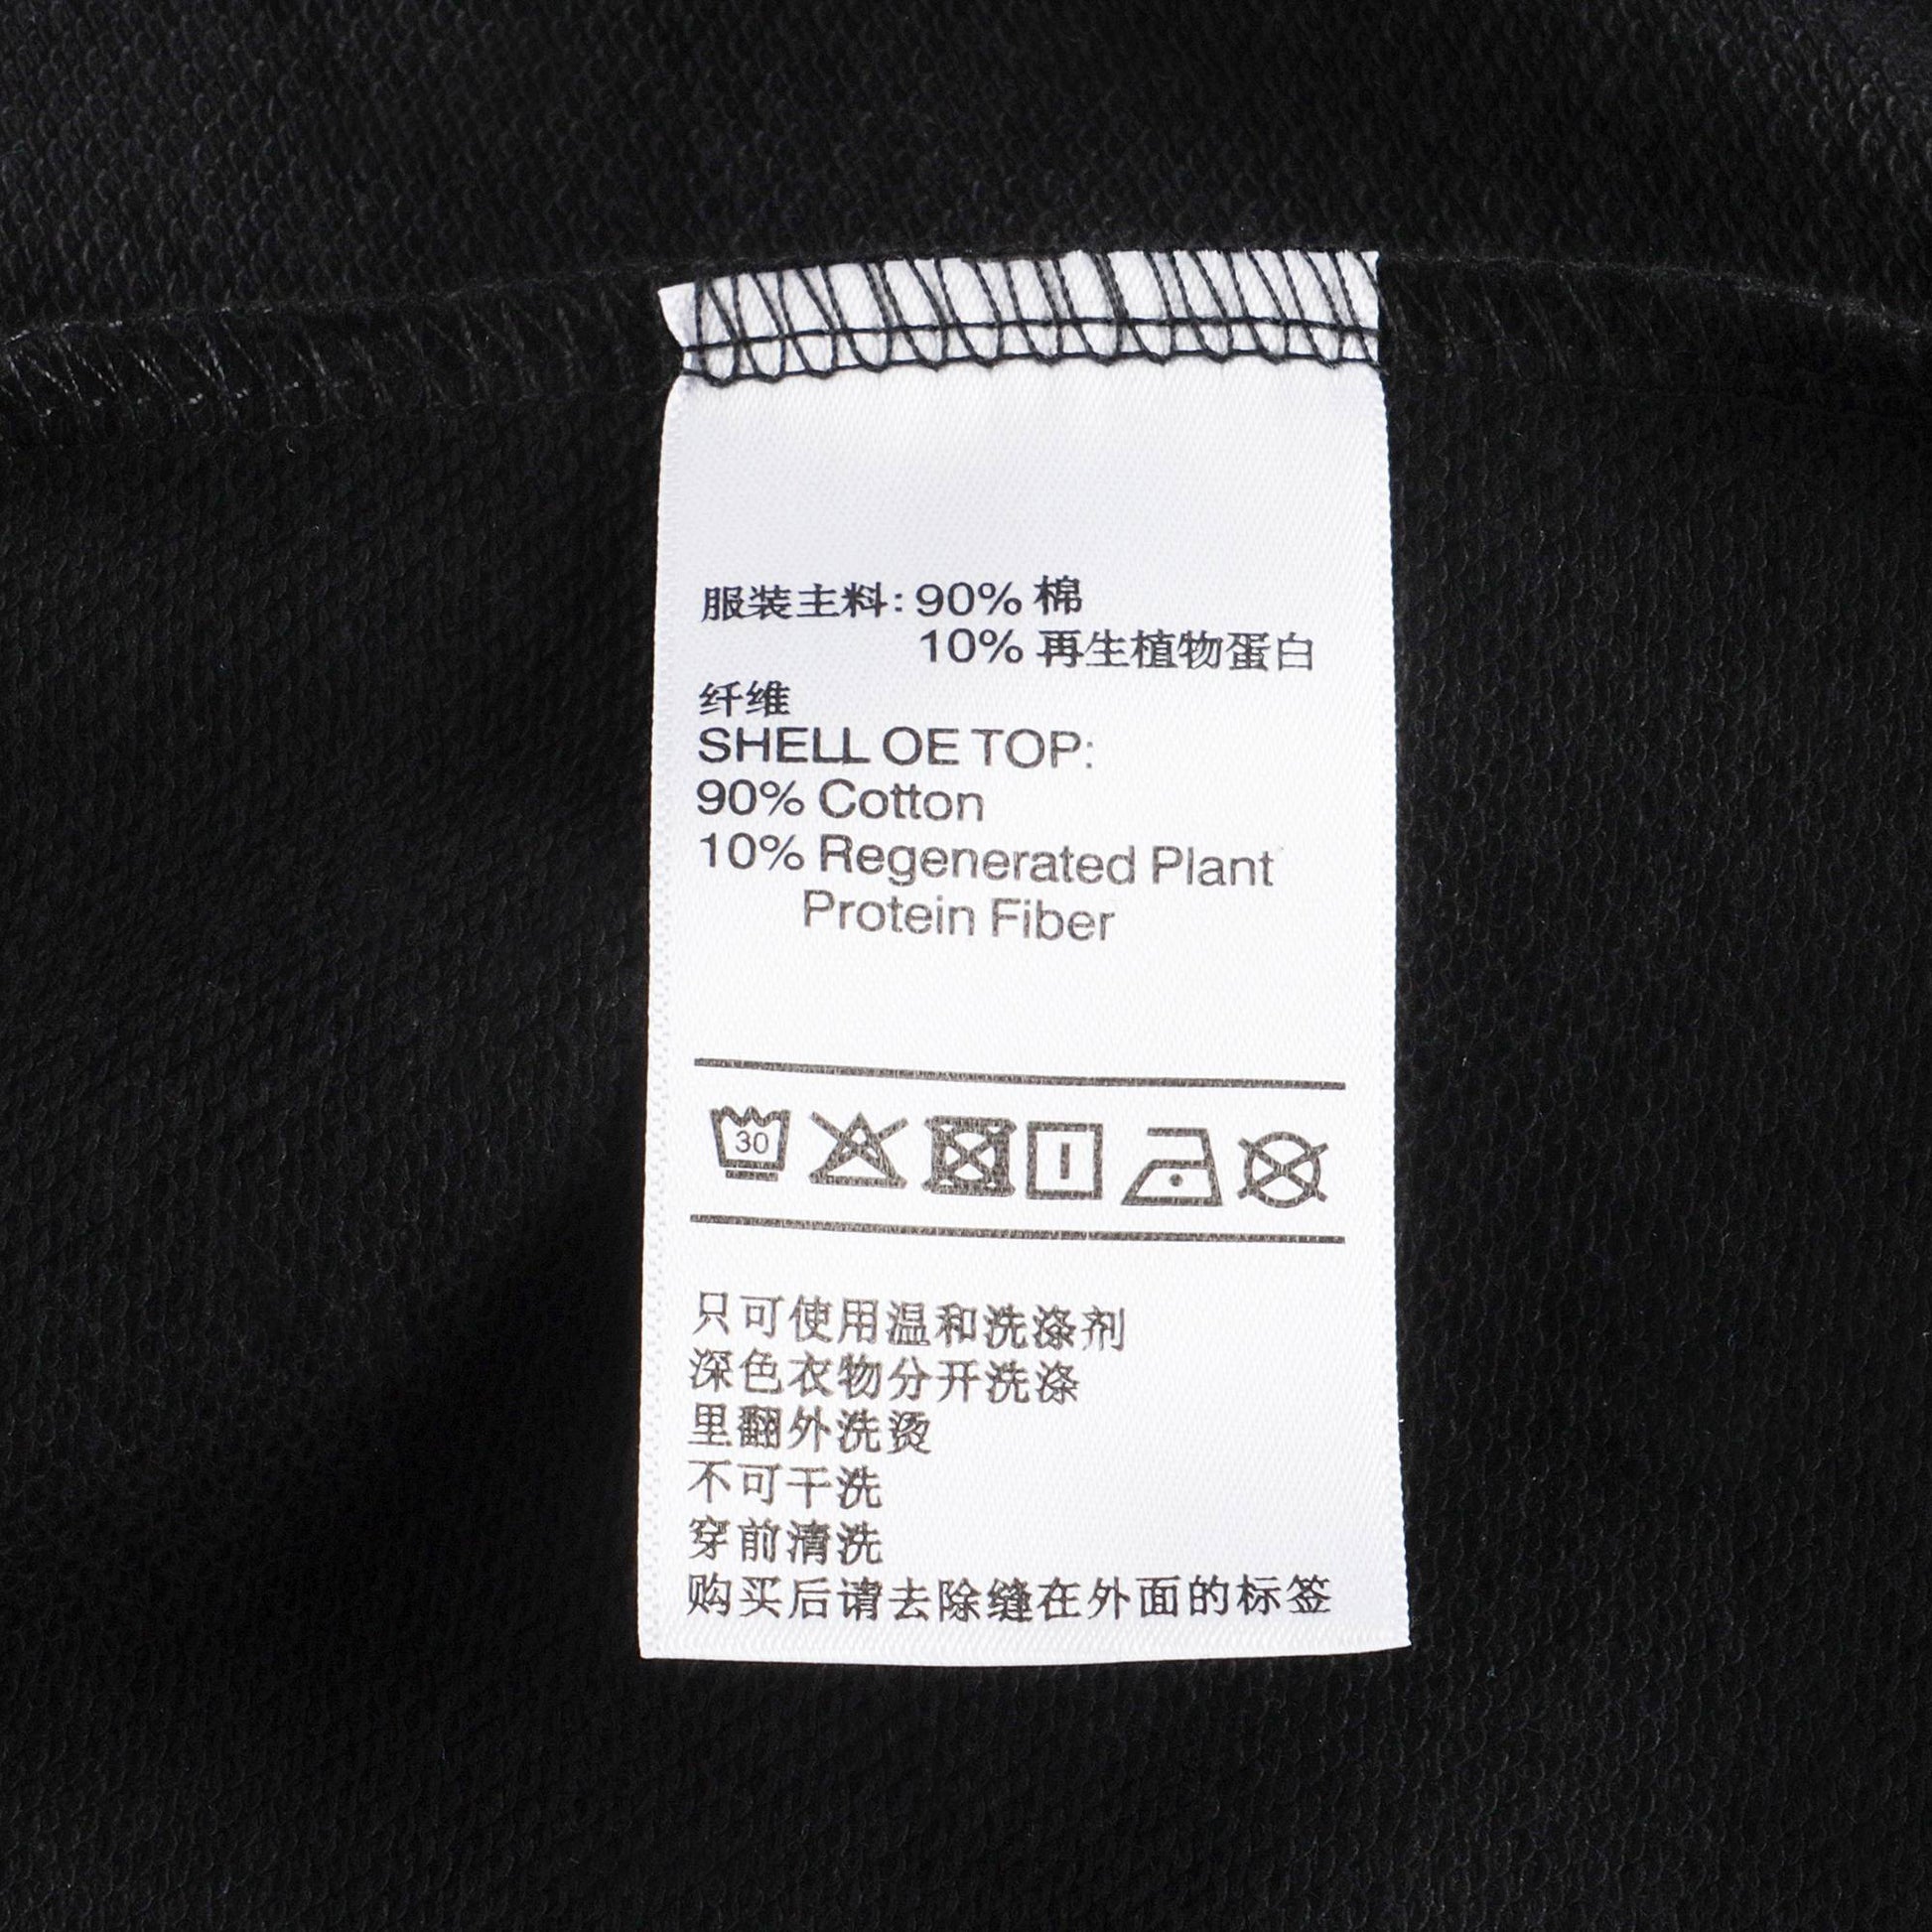 服装主料: 90% 棉
10% 再生植物蛋白
纤维
SHELL OE TOP:
90% Cotton
10% Regenerated Plant
Protein Fiber
30
只可使用温和洗涤剂
深色衣物分开洗涤
里翻外洗烫
不可干洗
穿前清洗
购买后请去除缝在外面的标签